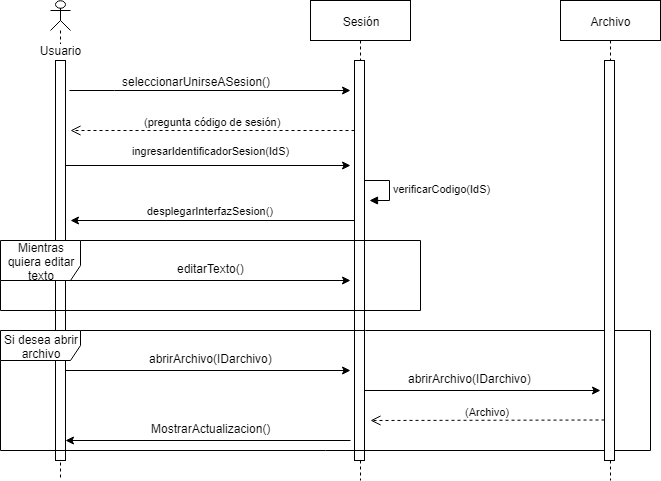 Sesión
Archivo
Usuario
seleccionarUnirseASesion()
(pregunta código de sesión)
ingresarIdentificadorSesion(IdS)
verificarCodigo(IdS)
desplegarInterfazSesion()
Mientras
quiera editar
texto
editarTexto()
Si desea abrir
archivo
abrirArchivo(IDarchivo)
abrirArchivo(IDarchivo)
(Archivo)
MostrarActualizacion()